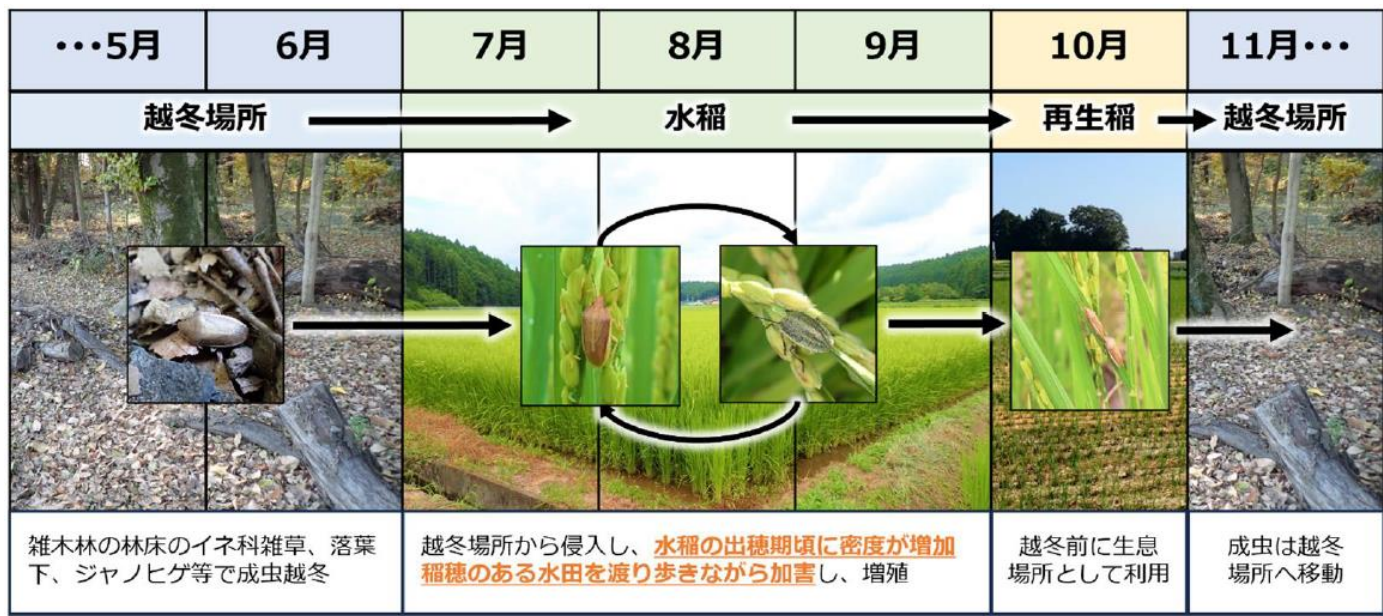 ・・・5月
6月
7月
8月
9月
10月
11月・・・
越冬場所
水稲
再生稲
越冬場所
雑木林の林床のイネ科雑草、落葉
下、ジャノヒゲ等で成虫越冬
越冬場所から侵入し、水稲の出穂期頃に密度が増加
稲穂のある水田を渡り歩きながら加害し、増殖
越冬前に生息
場所として利用
成虫は越冬
場所へ移動